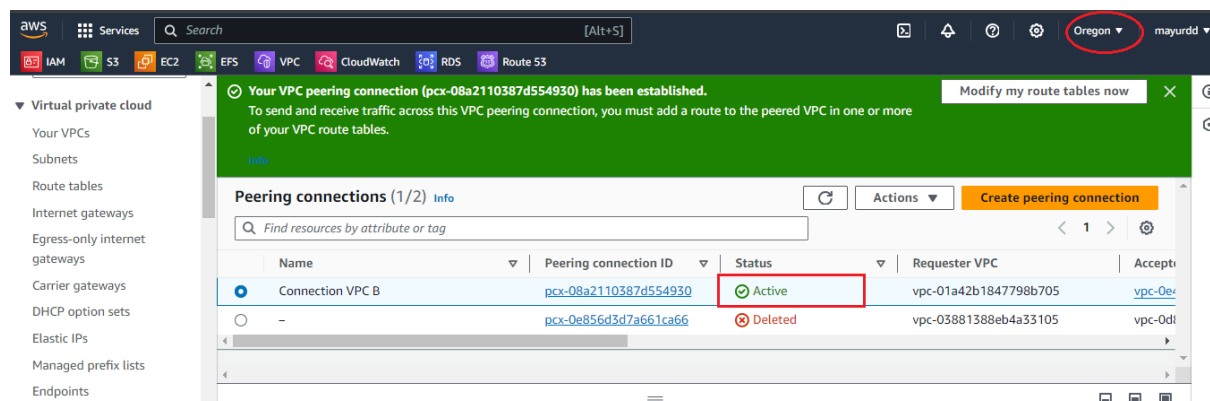 aws Services Search [Alt+S] Oregon mayurdd
IAM S3 EC2 EFS VPC CloudWatch RDS Route 53
Virtual private cloud
Your VPCs
Subnets
Route tables
Internet gateways
Egress-only internet
gateways
Carrier gateways
DHCP option sets
Elastic IPs
Managed prefix lists
Endpoints
Your VPC peering connection (pcx-08a2110387d554930) has been established.
Modify my route tables now
To send and receive traffic across this VPC peering connection, you must add a route to the peered VPC in one or more
of your VPC route tables.
Info
Peering connections (1/2) Info
Actions
Create peering connection
Find resources by attribute or tag
1
Name Peering connection ID Status Requester VPC Accept
Connection VPC B pcx-08a2110387d554930 Active vpc-01a42b1847798b705 vpc-0e4
– pcx-0e856d3d7a661ca66 Deleted vpc-03881388eb4a33105 vpc-0d8